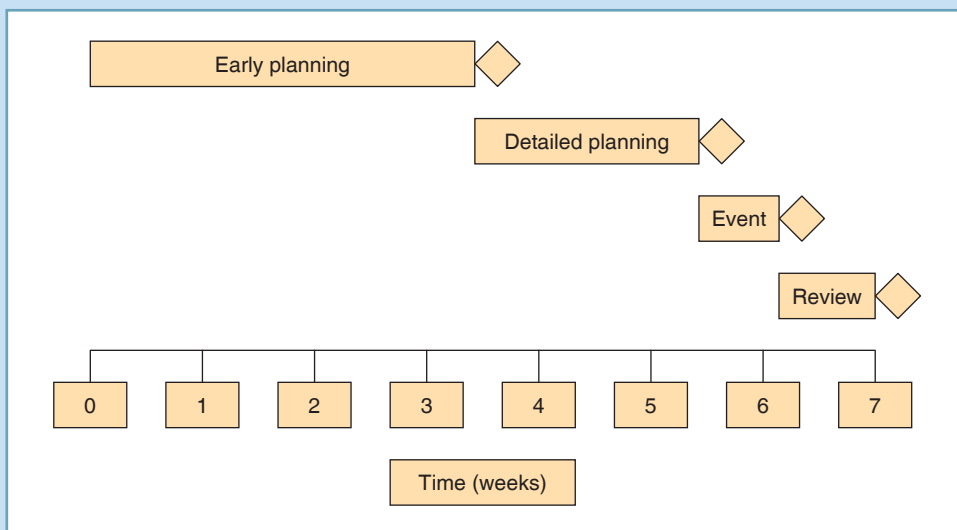 Early planning
Detailed planning
Event
Review
0 1 2 3 4 5 6 7
Time (weeks)